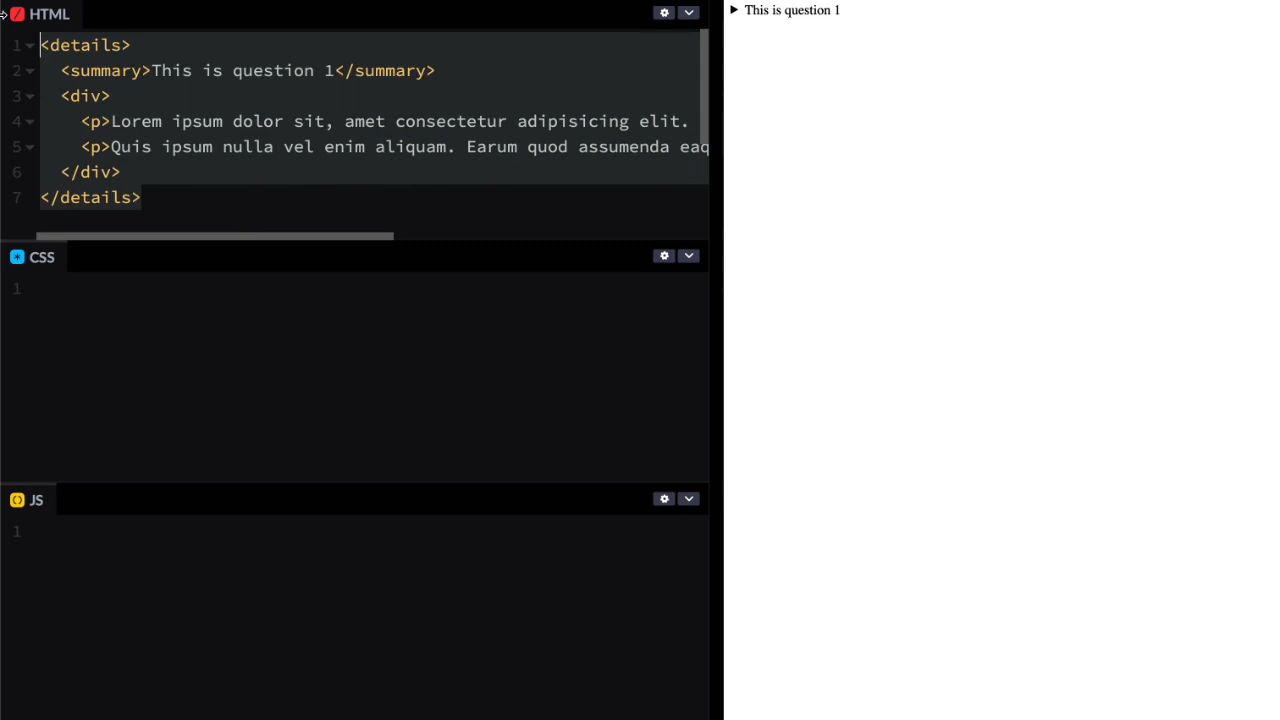 HTML
1 <details>
2 <summary>This is question 1</summary>
3 <div>
4 <p>Lorem ipsum dolor sit, amet consectetur adipisicing elit.
5 <p>Quis ipsum nulla vel enim aliquam. Earum quod assumenda eaq
6 </div>
7 </details>
CSS
1
JS
1
This is question 1